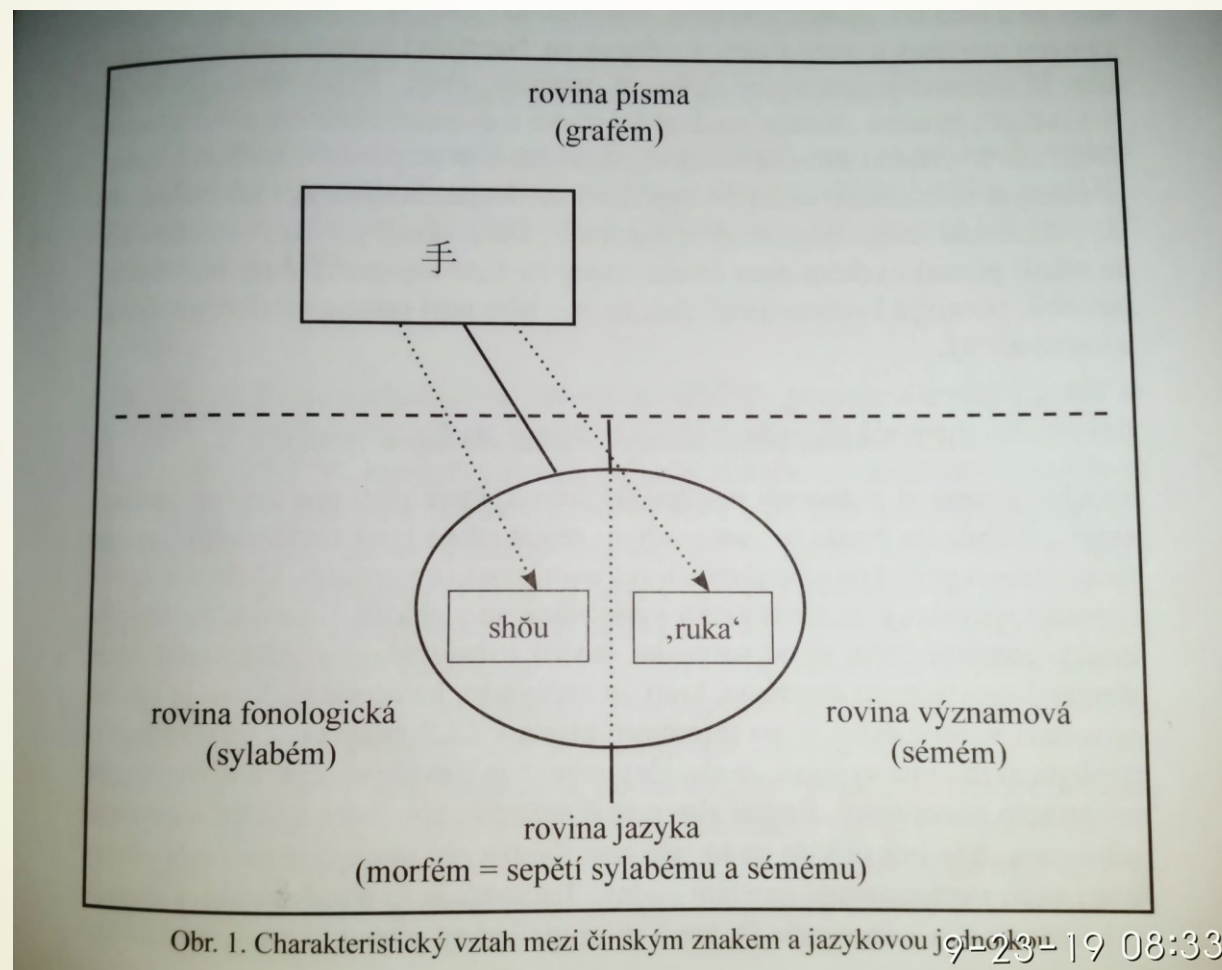 rovina písma
(grafém)
手
shǒu
‚ruka‘
rovina fonologická
(sylabém)
rovina významová
(sémém)
rovina jazyka
(morfém = sepětí sylabému a sémému)
Obr. 1. Charakteristický vztah mezi čínským znakem a jazykovou jednotkou
9-23-19 08:33